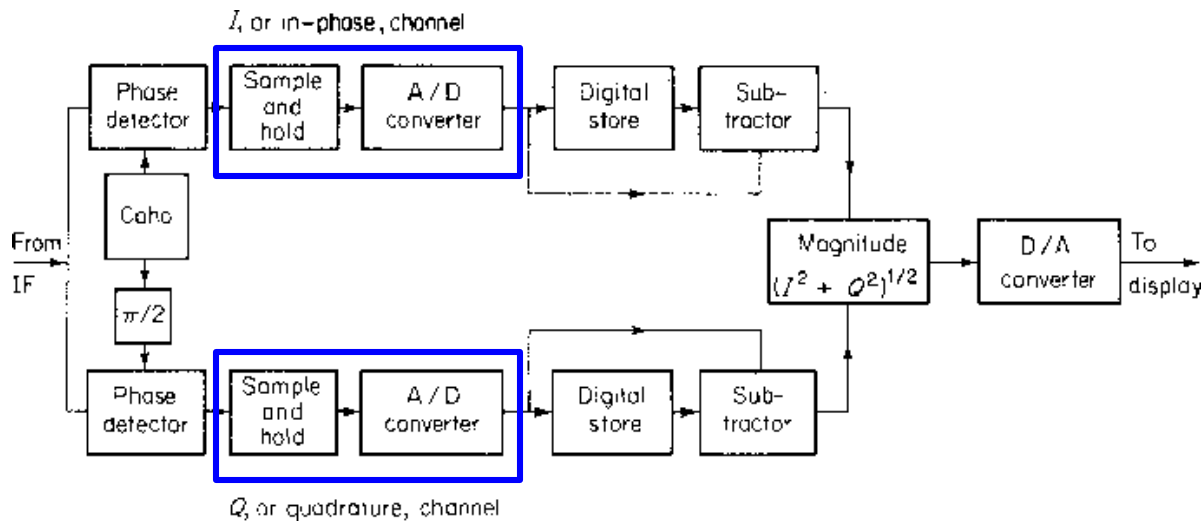 I, or in-phase, channel
Phase
detector
Sample
and
hold
A/D
converter
Digital
store
Sub-
tractor
Coho
From
IF
π/2
Magnitude
(I² + Q²)^1/2
D/A
converter
To
display
Phase
detector
Sample
and
hold
A/D
converter
Digital
store
Sub-
tractor
Q, or quadrature, channel